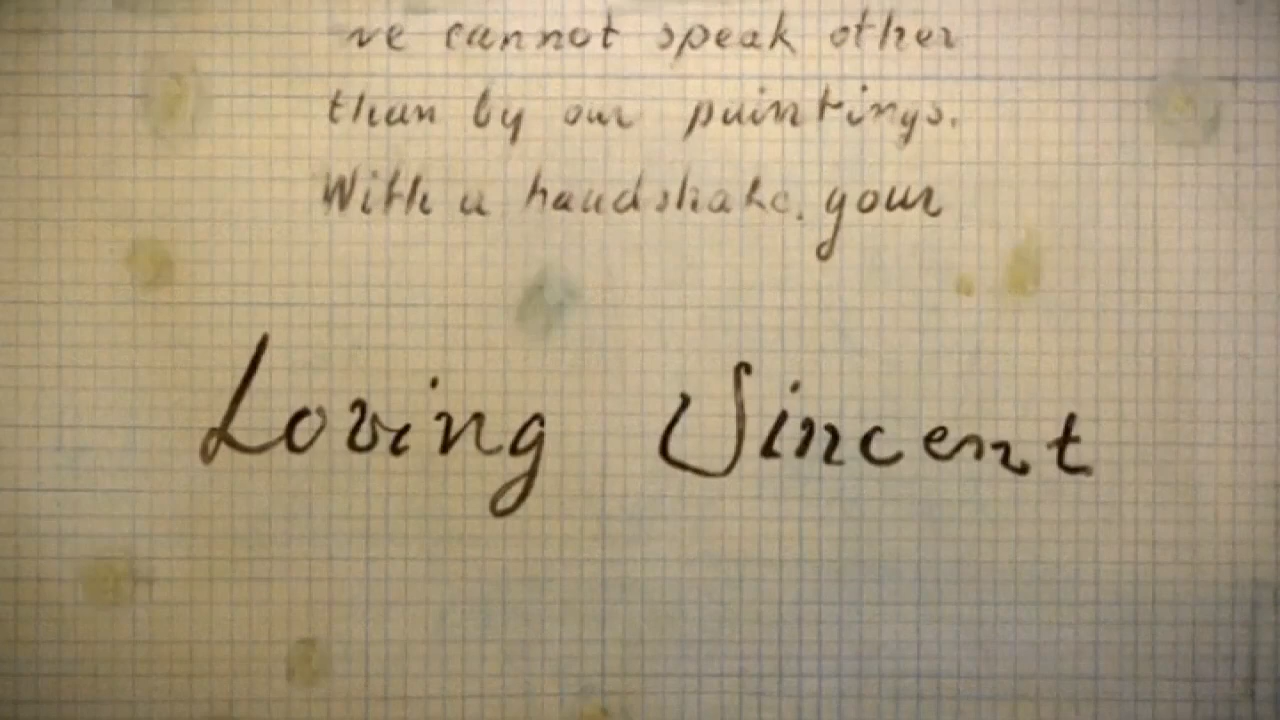 we cannot speak other
than by our paintings.
With a handshake, your
Loving Vincent